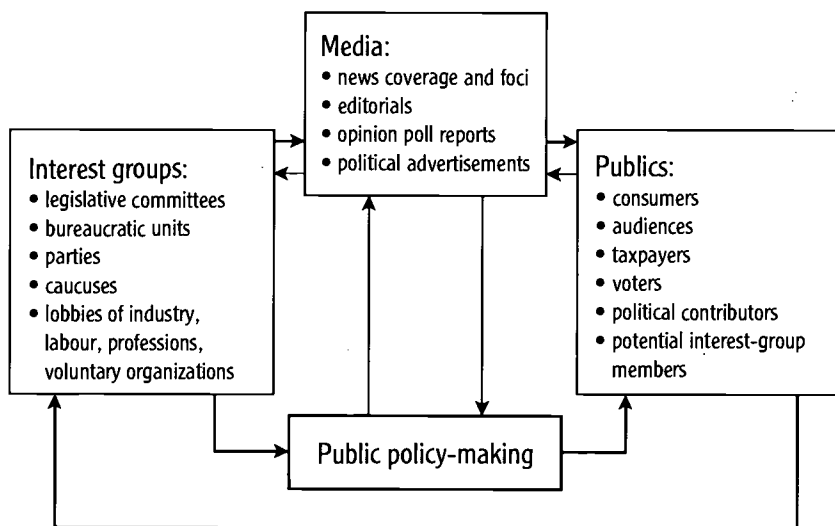 Media:
• news coverage and foci
• editorials
• opinion poll reports
• political advertisements
Interest groups:
• legislative committees
• bureaucratic units
• parties
• caucuses
• lobbies of industry,
labour, professions,
voluntary organizations
Publics:
• consumers
• audiences
• taxpayers
• voters
• political contributors
• potential interest-group
members
Public policy-making